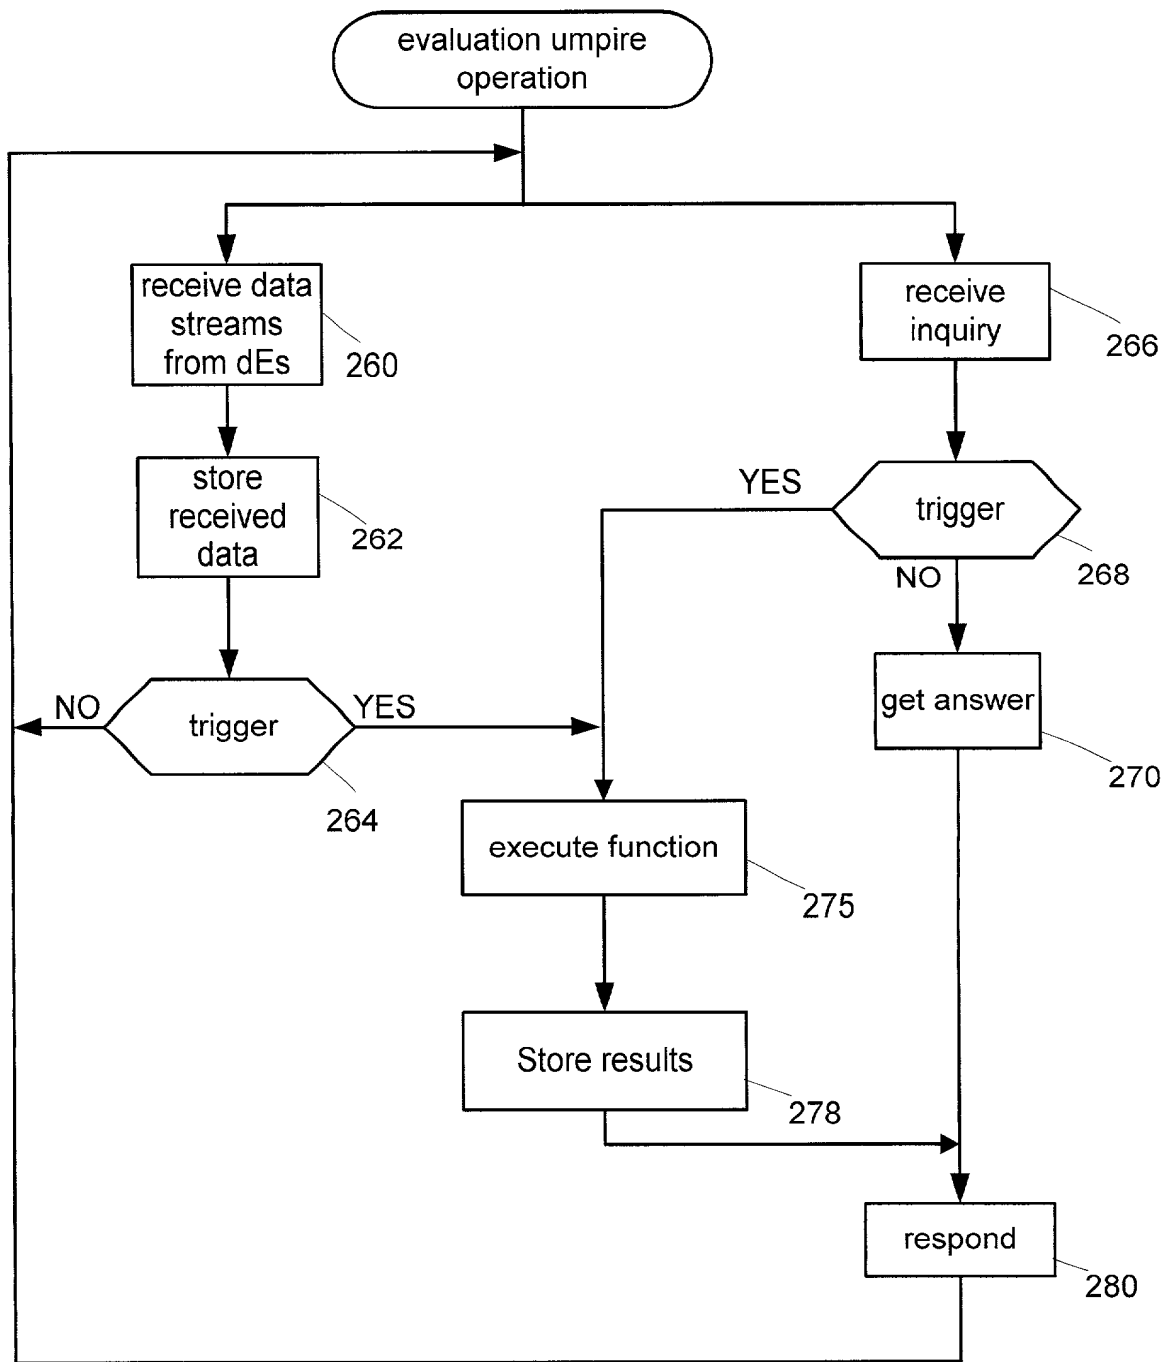 evaluation umpire
operation
receive data
streams
from dEs
260
receive
inquiry
266
store
received
data
262
YES
trigger
268
NO
NO
trigger
YES
264
get answer
270
execute function
275
Store results
278
respond
280